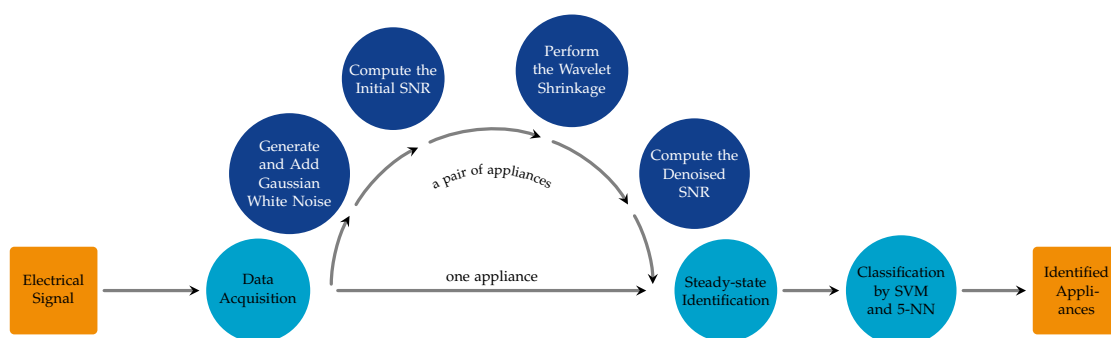 Electrical
Signal
Data
Acquisition
Generate
and Add
Gaussian
White Noise
Compute the
Initial SNR
Perform
the Wavelet
Shrinkage
Compute the
Denoised
SNR
a pair of appliances
one appliance
Steady-state
Identification
Classification
by SVM
and 5-NN
Identified
Appli-
ances